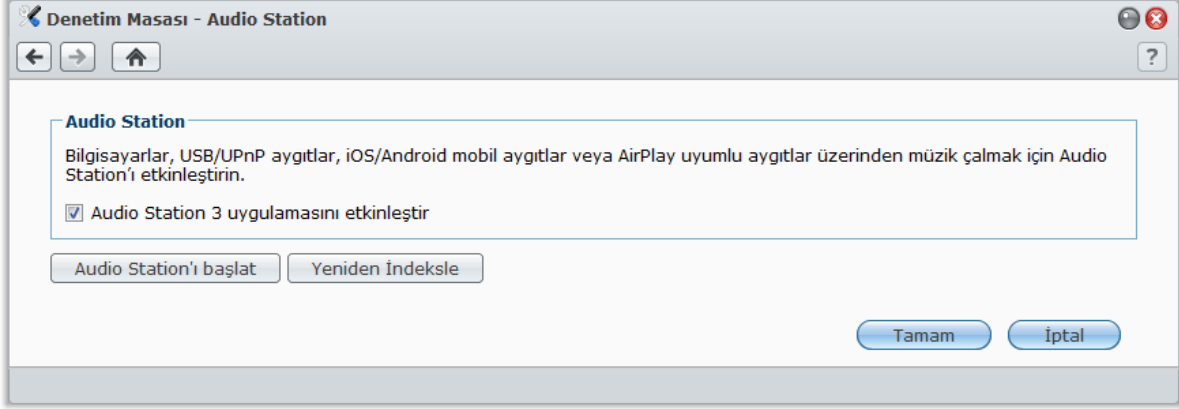 Denetim Masası - Audio Station
?
Audio Station
Bilgisayarlar, USB/UPnP aygıtlar, iOS/Android mobil aygıtlar veya AirPlay uyumlu aygıtlar üzerinden müzik çalmak için Audio
Station'ı etkinleştirin.
Audio Station 3 uygulamasını etkinleştir
Audio Station'ı başlat Yeniden İndeksle
Tamam İptal